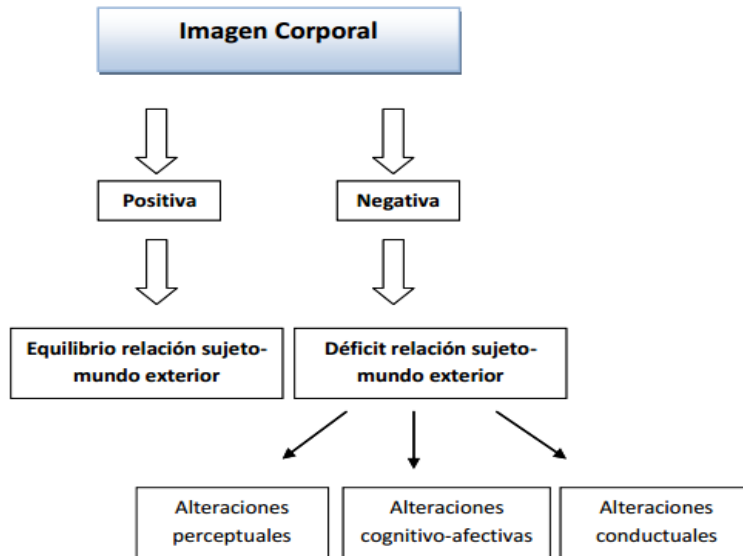 Imagen Corporal
Positiva
Negativa
Equilibrio relación sujeto-
mundo exterior
Déficit relación sujeto-
mundo exterior
Alteraciones
perceptuales
Alteraciones
cognitivo-afectivas
Alteraciones
conductuales